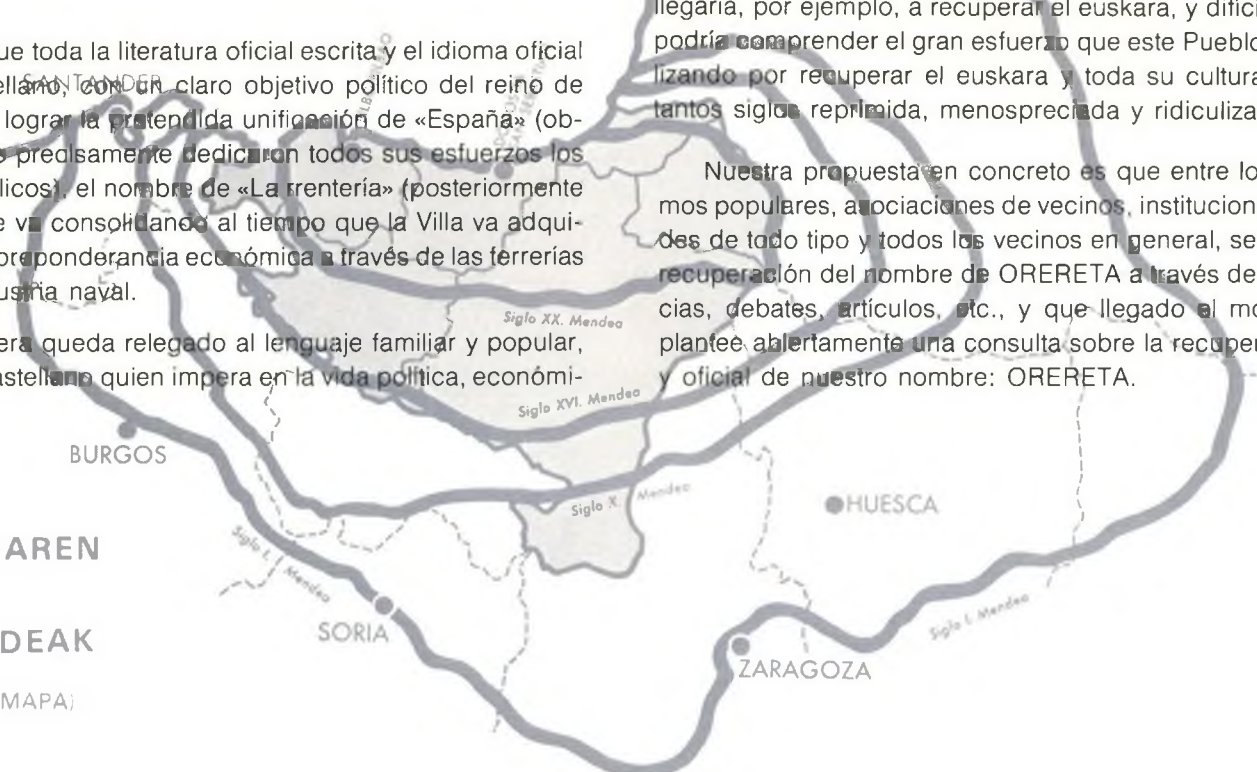 ue toda la literatura oficial escrita y el idioma oficial
ellano, con un claro objetivo político del reino de
lograr la pretendida unificación de «España» (ob-
s precisamente dedicaron todos sus esfuerzos los
licos), el nombre de «La rrentería» (posteriormente
e va consolidando al tiempo que la Villa va adqui-
preponderancia económica a través de las ferrerías
ustria naval.
era queda relegado al lenguaje familiar y popular,
astellano quien impera en la vida política, económi-
llegaría, por ejemplo, a recuperar el euskara, y difíci
podría comprender el gran esfuerzo que este Pueblo
lizando por recuperar el euskara y toda su cultura
tantos siglos reprimida, menospreciada y ridiculiza
Nuestra propuesta en concreto es que entre lo
mos populares, asociaciones de vecinos, institucion
des de todo tipo y todos los vecinos en general, se
recuperación del nombre de ORERETA a través de
cias, debates, artículos, etc., y que llegado el mo
plantee abiertamente una consulta sobre la recuper
y oficial de nuestro nombre: ORERETA.
SANTANDER
Siglo XX. Mendea
Siglo XVI. Mendea
BURGOS
Siglo X. Mendea
HUESCA
AREN
Siglo I. Mendea
DEAK
SORIA
Siglo I. Mendea
ZARAGOZA
MAPA)